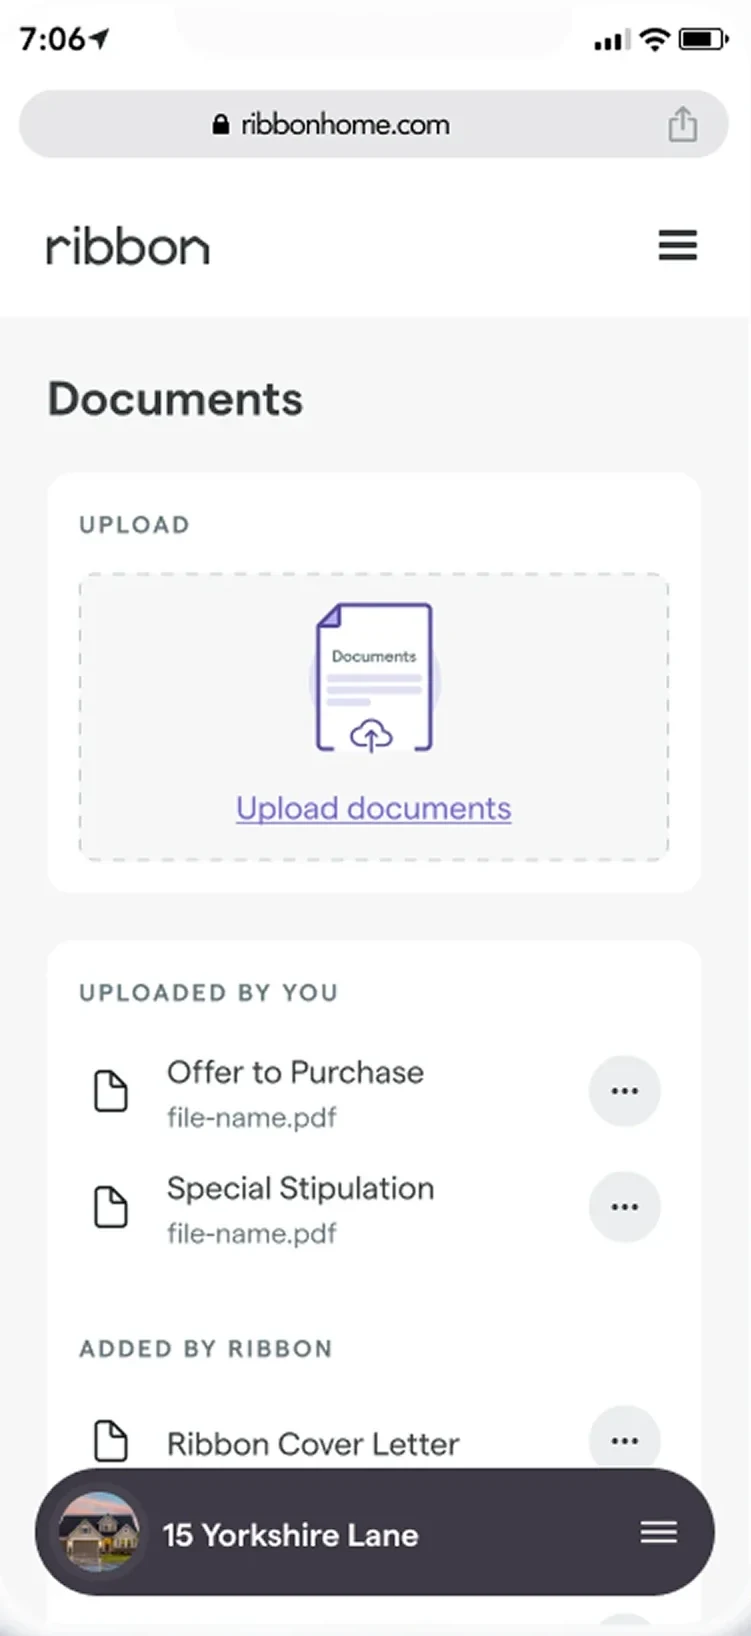 7:06
ribbonhome.com
ribbon
Documents
UPLOAD
Documents
Upload documents
UPLOADED BY YOU
Offer to Purchase
file-name.pdf
Special Stipulation
file-name.pdf
ADDED BY RIBBON
Ribbon Cover Letter
15 Yorkshire Lane